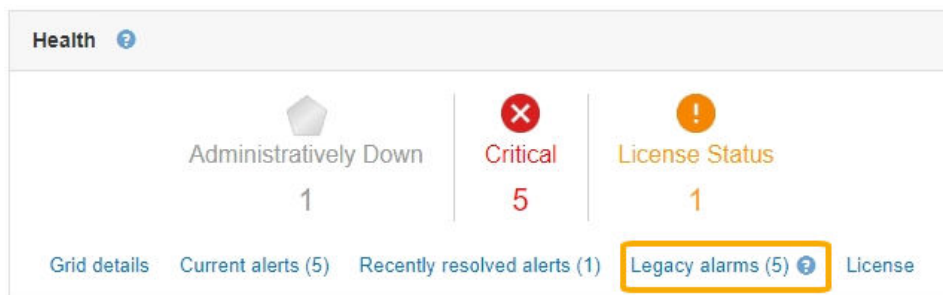 Health
Administratively Down Critical License Status
1 5 1
Grid details Current alerts (5) Recently resolved alerts (1) Legacy alarms (5) License